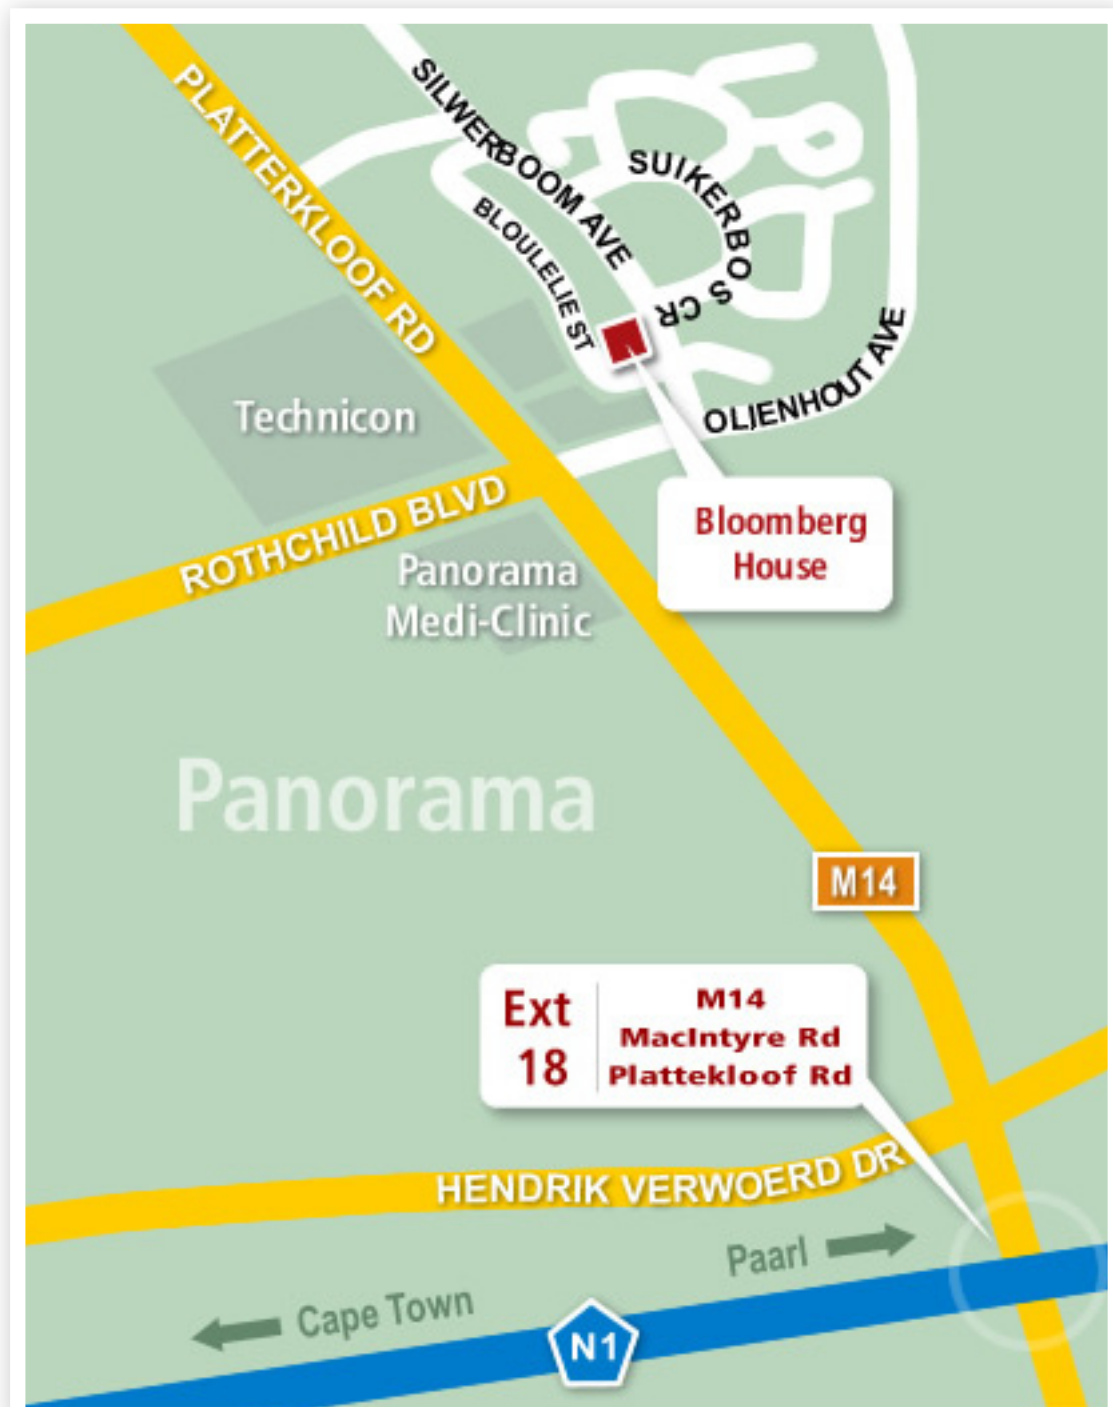 PLATTERKLOOF RD
SILWERBOOM AVE
SUIKERBOS CR
BLOULELIE ST
OLIENHOUT AVE
Technicon
ROTHCHILD BLVD
Bloomberg
House
Panorama
Medi-Clinic
Panorama
M14
Ext
18
M14
MacIntyre Rd
Plattekloof Rd
HENDRIK VERWOERD DR
Paarl
Cape Town
N1